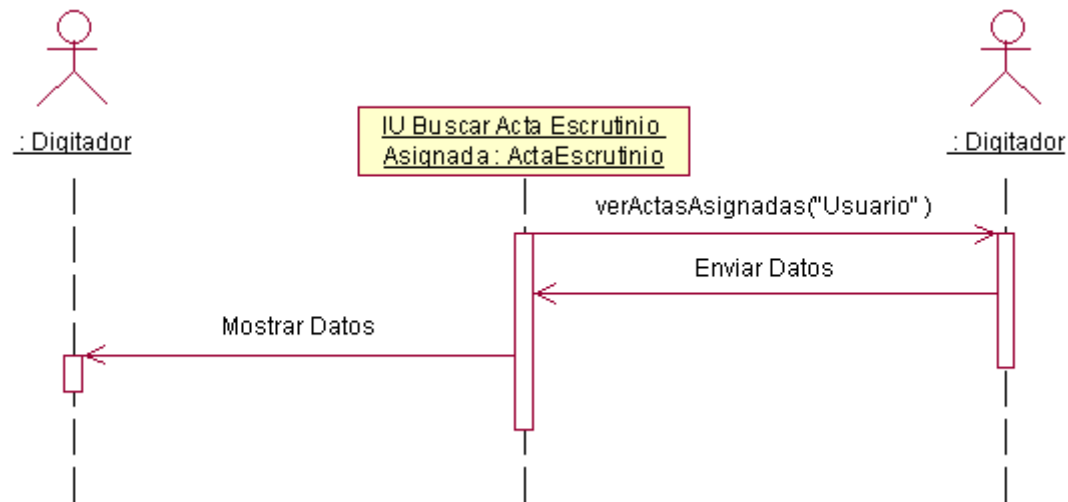 : Digitador
IU Buscar Acta Escrutinio
Asignada : ActaEscrutinio
: Digitador
verActasAsignadas("Usuario" )
Enviar Datos
Mostrar Datos